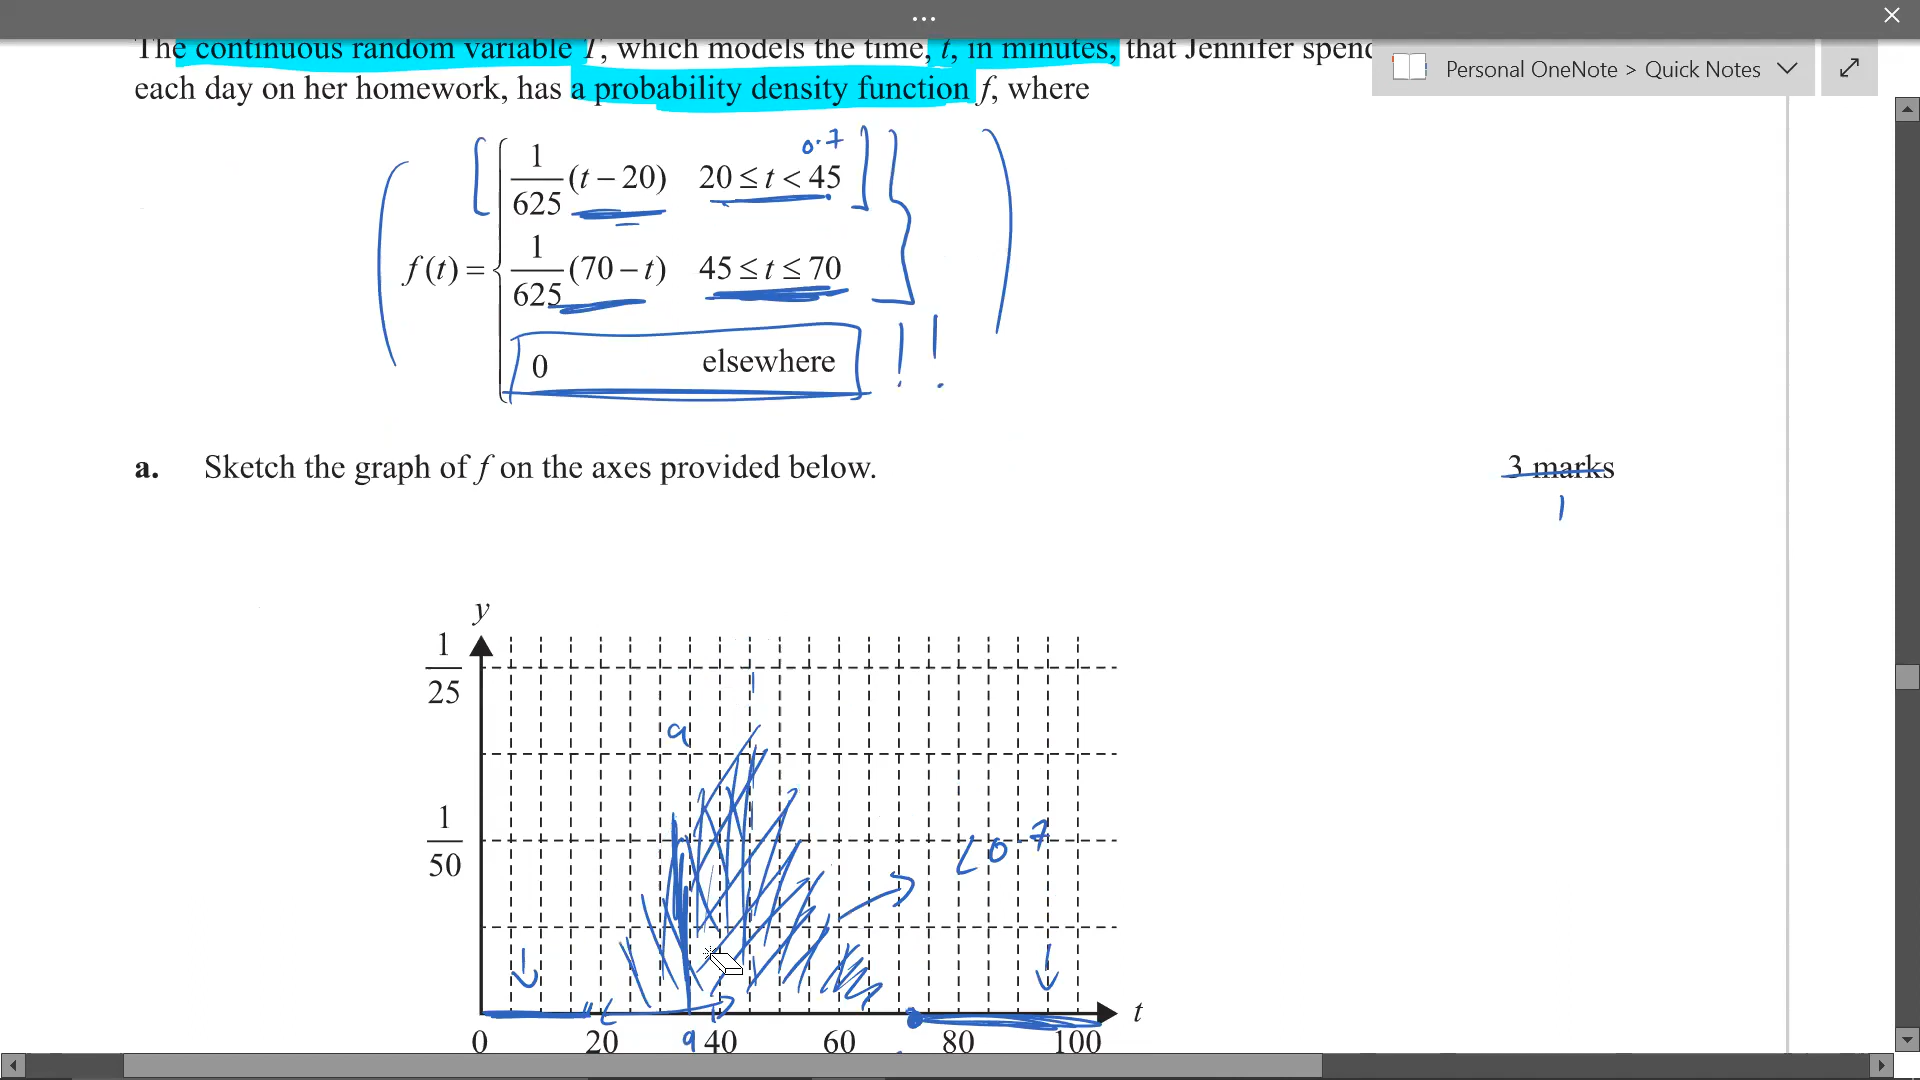 ...
The continuous random variable T, which models the time, t, in minutes, that Jennifer spend
Personal OneNote > Quick Notes
each day on her homework, has a probability density function f, where
0.7
1/625 (t − 20) 20 ≤ t < 45
f(t) = 1/625 (70 − t) 45 ≤ t ≤ 70
0 elsewhere !!
a. Sketch the graph of f on the axes provided below. 3 marks
1
y
1/25
a
1/50
<0.7
t
0 20 a 40 60 80 100